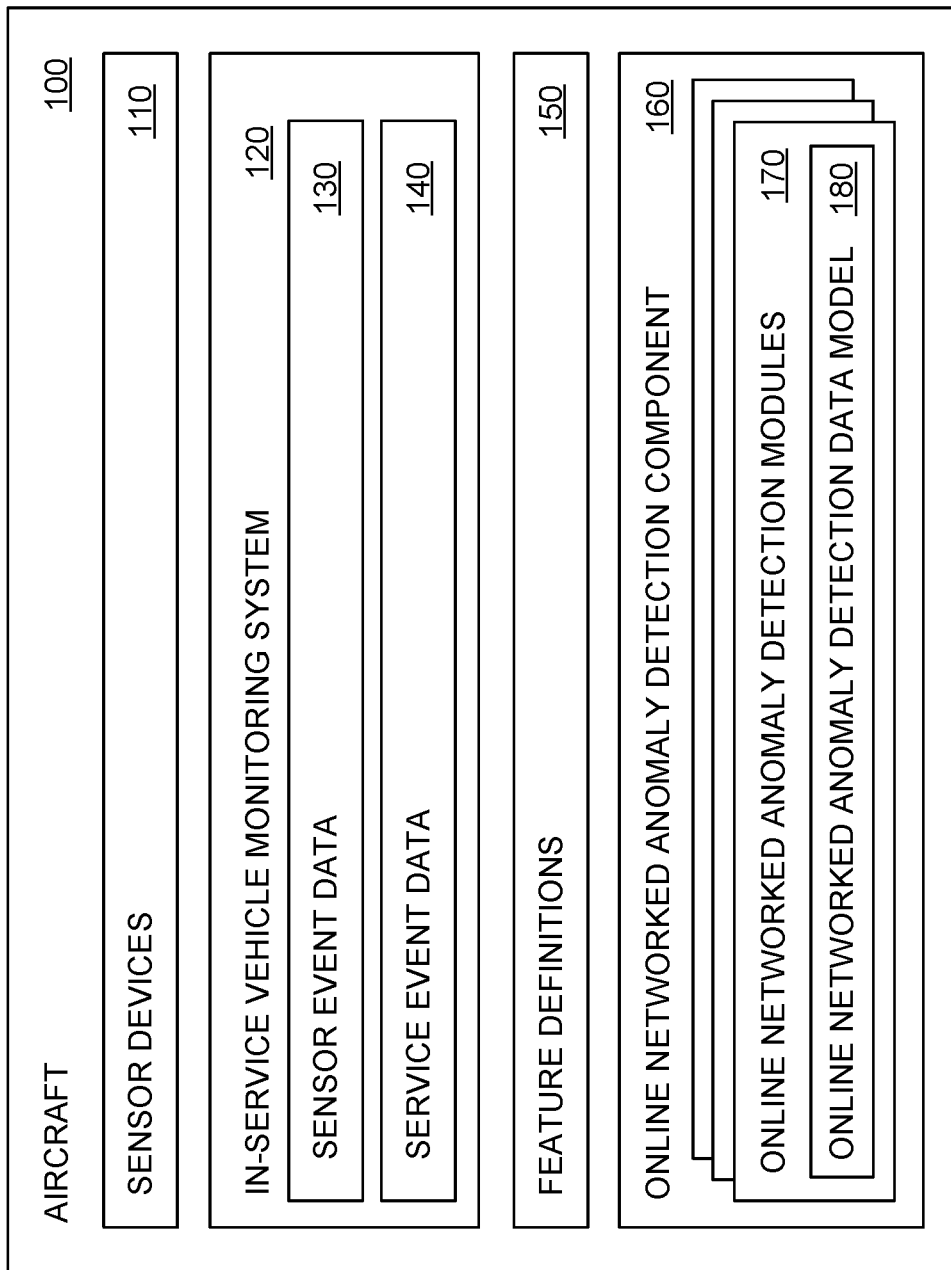 AIRCRAFT 100
SENSOR DEVICES 110
IN-SERVICE VEHICLE MONITORING SYSTEM 120
SENSOR EVENT DATA 130
SERVICE EVENT DATA 140
FEATURE DEFINITIONS 150
ONLINE NETWORKED ANOMALY DETECTION COMPONENT 160
ONLINE NETWORKED ANOMALY DETECTION MODULES 170
ONLINE NETWORKED ANOMALY DETECTION DATA MODEL 180